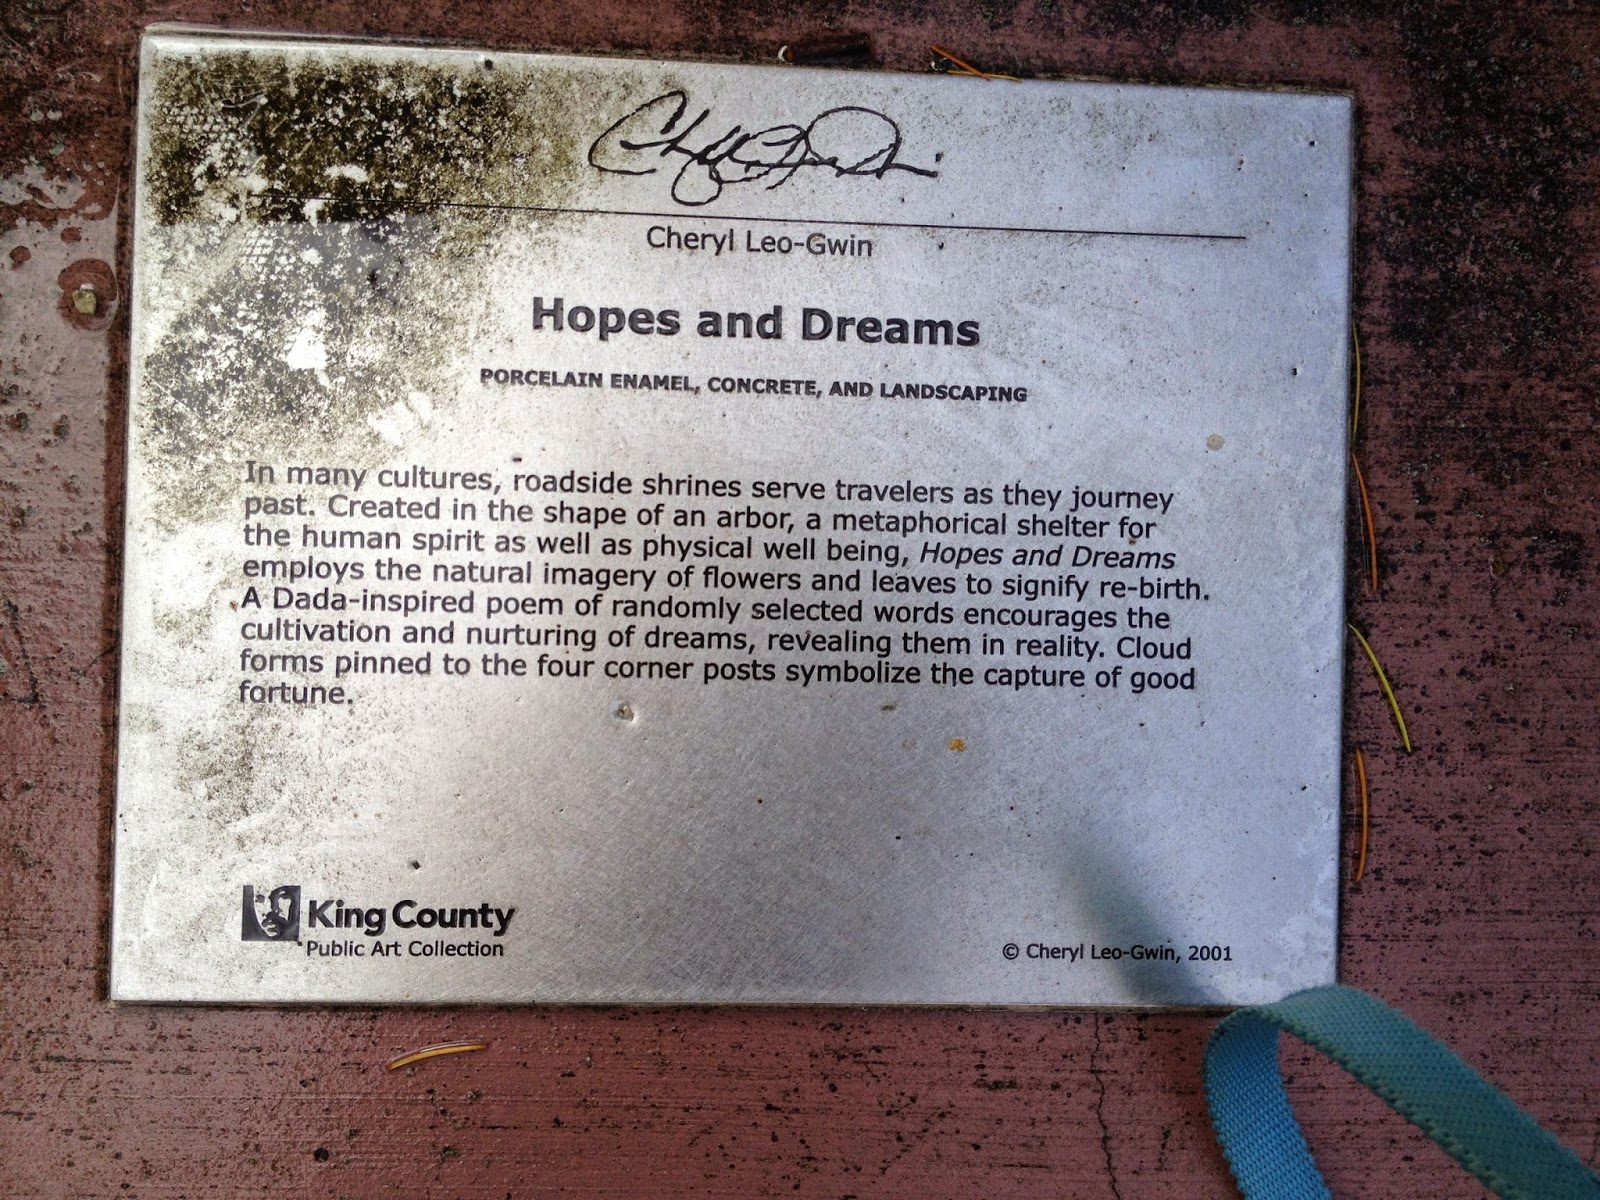 Cheryl Leo-Gwin
Hopes and Dreams
PORCELAIN ENAMEL, CONCRETE, AND LANDSCAPING
In many cultures, roadside shrines serve travelers as they journey
past. Created in the shape of an arbor, a metaphorical shelter for
the human spirit as well as physical well being, Hopes and Dreams
employs the natural imagery of flowers and leaves to signify re-birth.
A Dada-inspired poem of randomly selected words encourages the
cultivation and nurturing of dreams, revealing them in reality. Cloud
forms pinned to the four corner posts symbolize the capture of good
fortune.
King County
Public Art Collection
© Cheryl Leo-Gwin, 2001